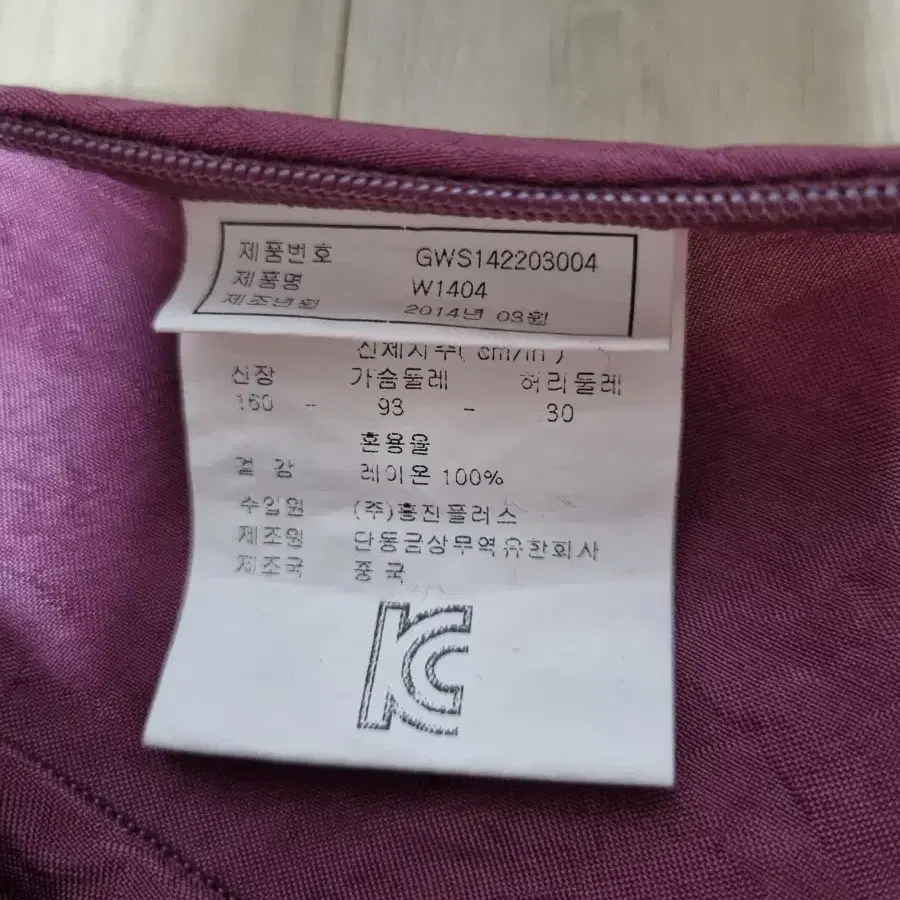 제품번호 GWS142203004
제품명 W1404
제조년월 2014년 03월
신체치수( cm/in )
신장 가슴둘레 허리둘레
160 - 93 - 30
혼용율
겉 감 레이온 100%
수입원 (주)흥진플러스
제조원 단동금상무역유한회사
제조국 중국
KC